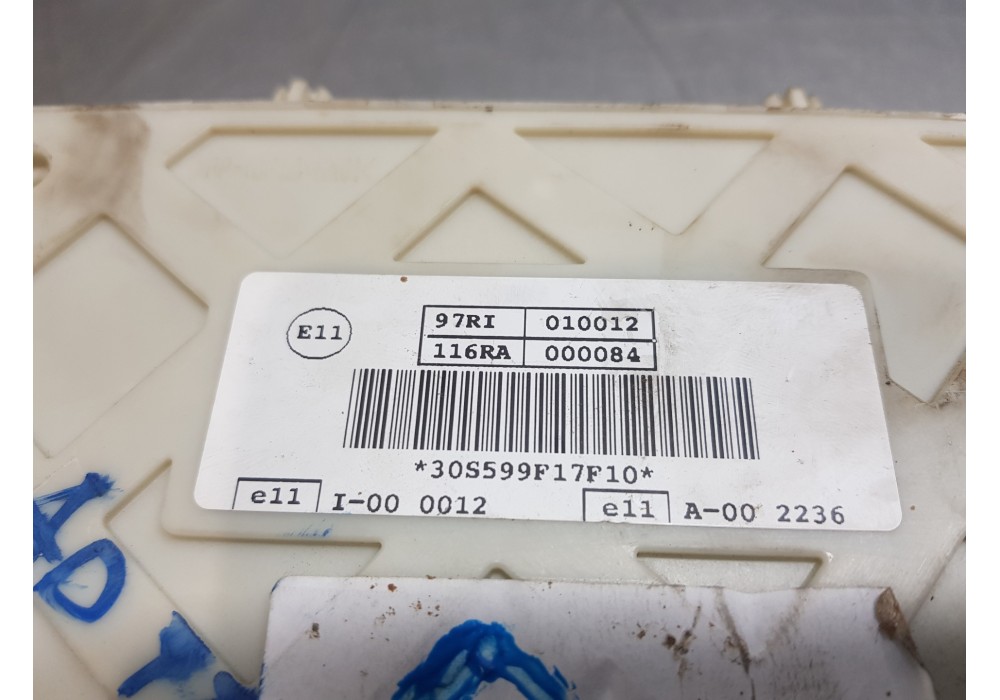 E11
97RI 010012
116RA 000084
*30S599F17F10*
e11 I-00 0012 e11 A-00 2236